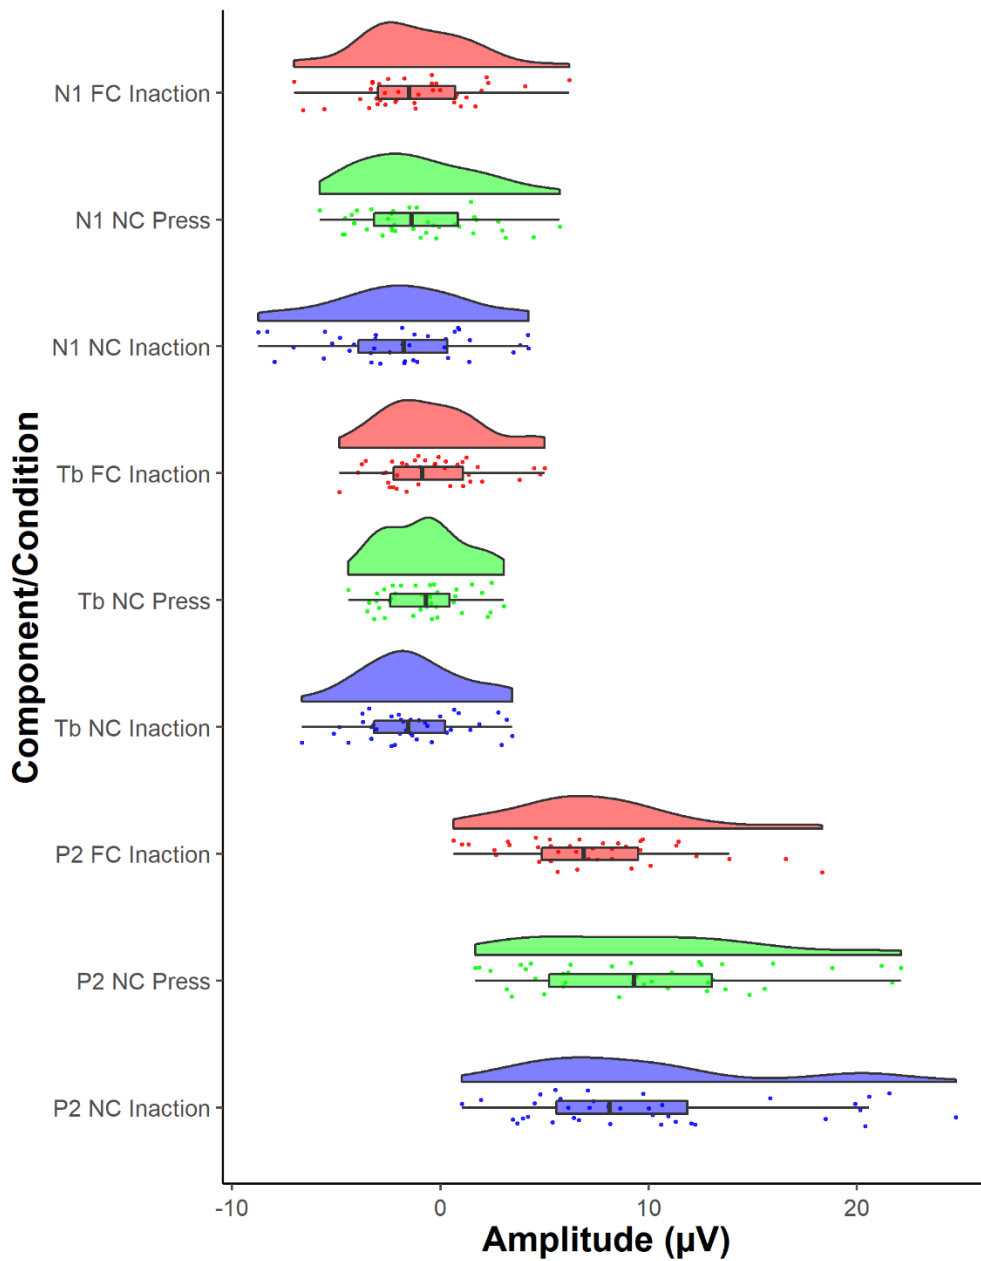 N1 FC Inaction
N1 NC Press
N1 NC Inaction
Tb FC Inaction
Tb NC Press
Tb NC Inaction
P2 FC Inaction
P2 NC Press
P2 NC Inaction
Component/Condition
-10 0 10 20
Amplitude (µV)